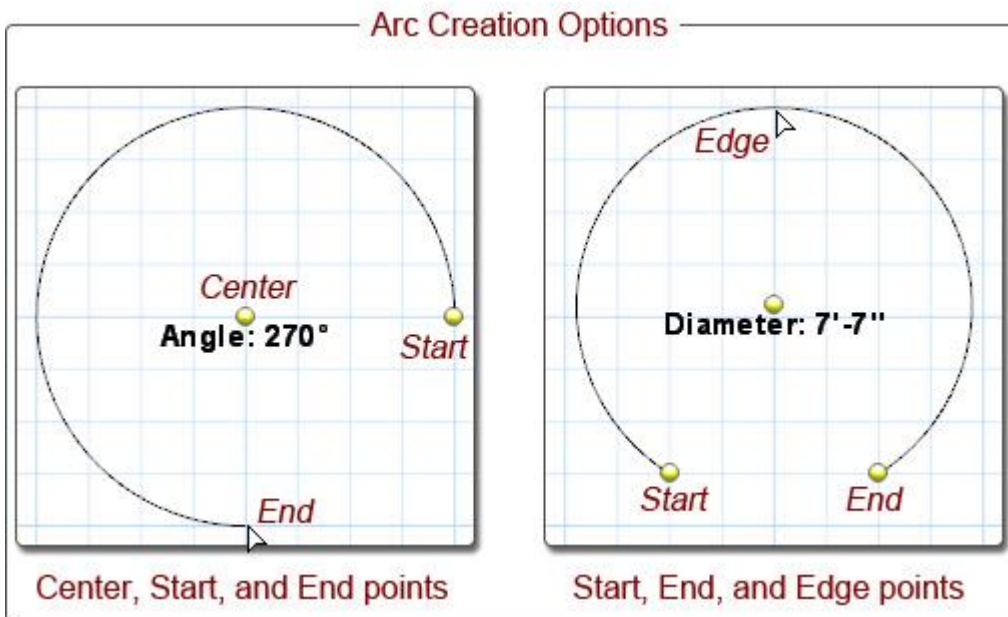 Arc Creation Options
Center
Angle: 270°
Start
End
Center, Start, and End points
Edge
Diameter: 7'-7"
Start
End
Start, End, and Edge points